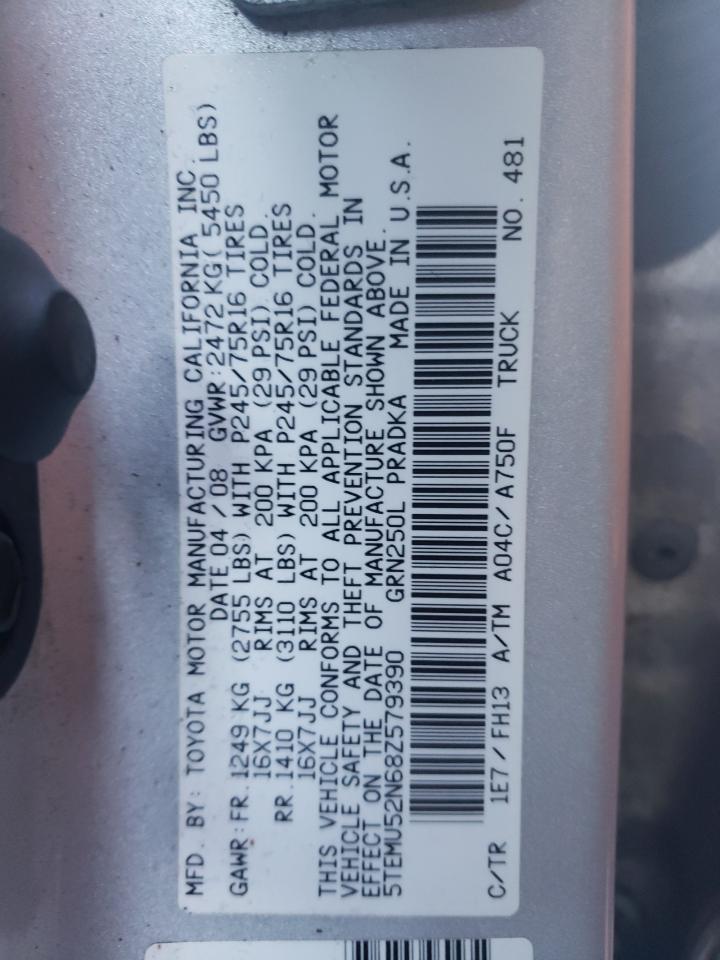 MFD. BY: TOYOTA MOTOR MANUFACTURING CALIFORNIA INC.
DATE 04 / 08 GVWR:2472 KG( 5450 LBS)
GAWR:FR.1249 KG (2755 LBS) WITH P245/75R16 TIRES
16X7JJ RIMS AT 200 KPA (29 PSI) COLD.
RR.1410 KG (3110 LBS) WITH P245/75R16 TIRES
16X7JJ RIMS AT 200 KPA (29 PSI) COLD.
THIS VEHICLE CONFORMS TO ALL APPLICABLE FEDERAL MOTOR
VEHICLE SAFETY AND THEFT PREVENTION STANDARDS IN
EFFECT ON THE DATE OF MANUFACTURE SHOWN ABOVE.
5TEMU52N68Z579390 GRN250L PRADKA MADE IN U.S.A.
C/TR 1E7/FH13 A/TM A04C/A750F TRUCK NO. 481